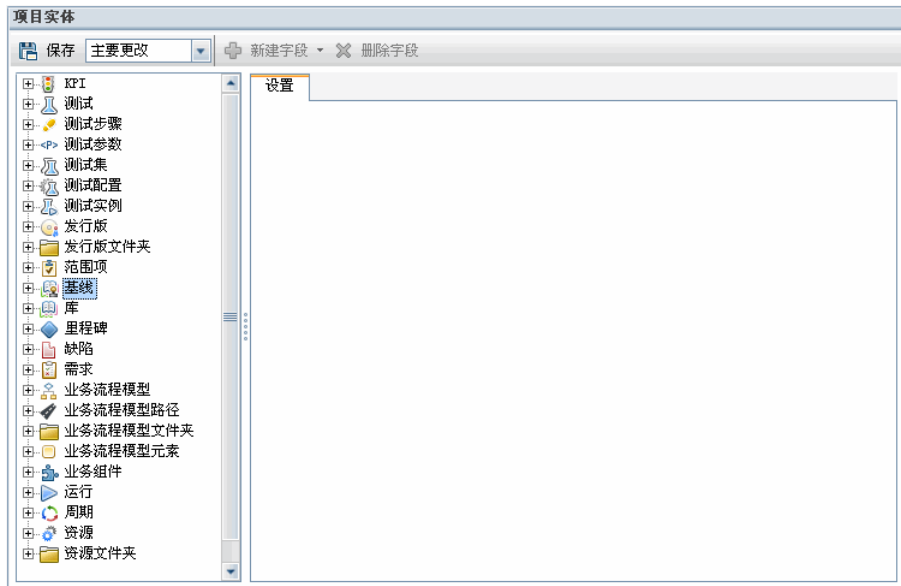 项目实体
保存 主要更改 新建字段 删除字段
设置
KPI
测试
测试步骤
<P> 测试参数
测试集
测试配置
测试实例
发行版
发行版文件夹
范围项
基线
库
里程碑
缺陷
需求
业务流程模型
业务流程模型路径
业务流程模型文件夹
业务流程模型元素
业务组件
运行
周期
资源
资源文件夹